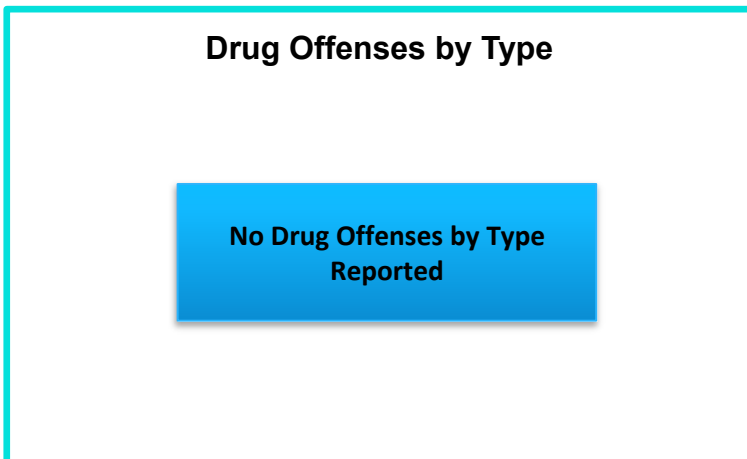 Drug Offenses by Type
No Drug Offenses by Type
Reported